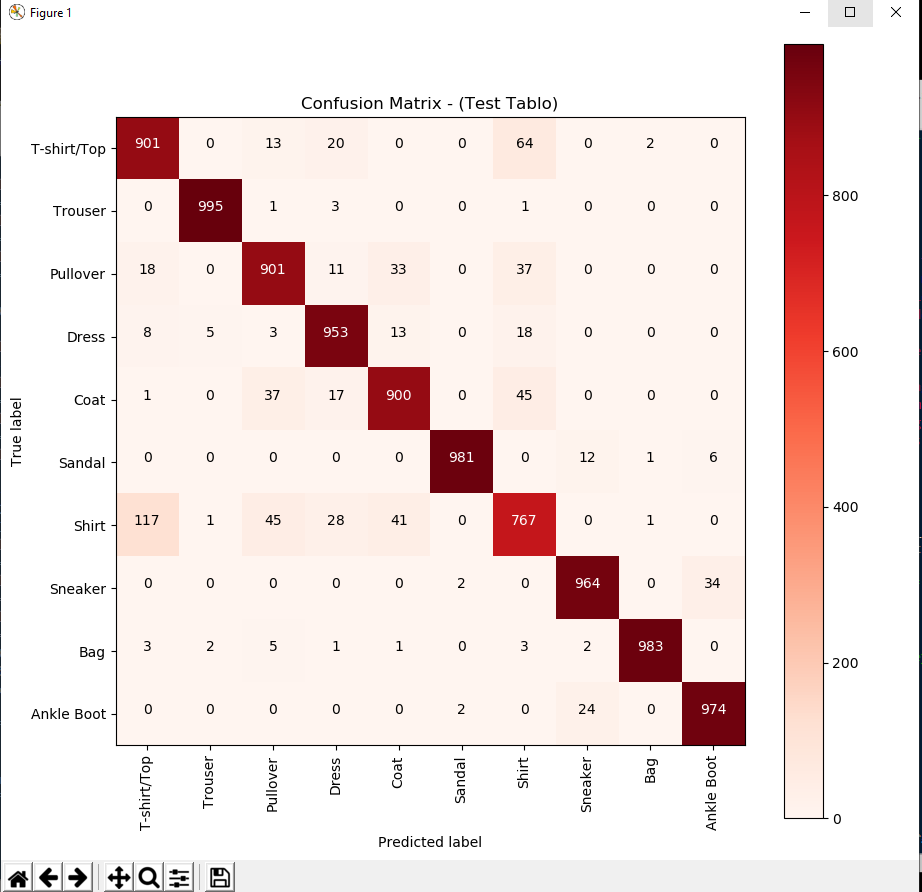 Figure 1
Confusion Matrix - (Test Tablo)
T-shirt/Top 901 0 13 20 0 0 64 0 2 0
Trouser 0 995 1 3 0 0 1 0 0 0
Pullover 18 0 901 11 33 0 37 0 0 0
Dress 8 5 3 953 13 0 18 0 0 0
Coat 1 0 37 17 900 0 45 0 0 0
Sandal 0 0 0 0 0 981 0 12 1 6
Shirt 117 1 45 28 41 0 767 0 1 0
Sneaker 0 0 0 0 0 2 0 964 0 34
Bag 3 2 5 1 1 0 3 2 983 0
Ankle Boot 0 0 0 0 0 2 0 24 0 974
True label
T-shirt/Top
Trouser
Pullover
Dress
Coat
Sandal
Shirt
Sneaker
Bag
Ankle Boot
Predicted label
800
600
400
200
0